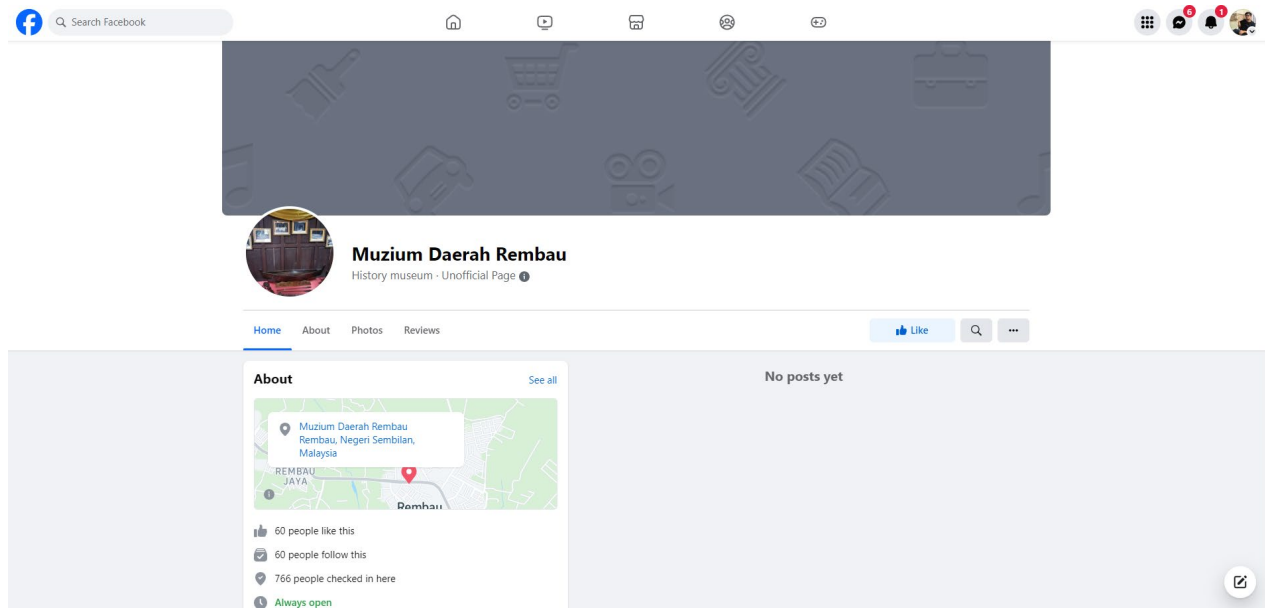 Search Facebook
6
1
Muzium Daerah Rembau
History museum · Unofficial Page
Home
About
Photos
Reviews
Like
About
See all
No posts yet
Muzium Daerah Rembau
Rembau, Negeri Sembilan,
Malaysia
REMBAU
JAYA
Rembau
60 people like this
60 people follow this
766 people checked in here
Always open